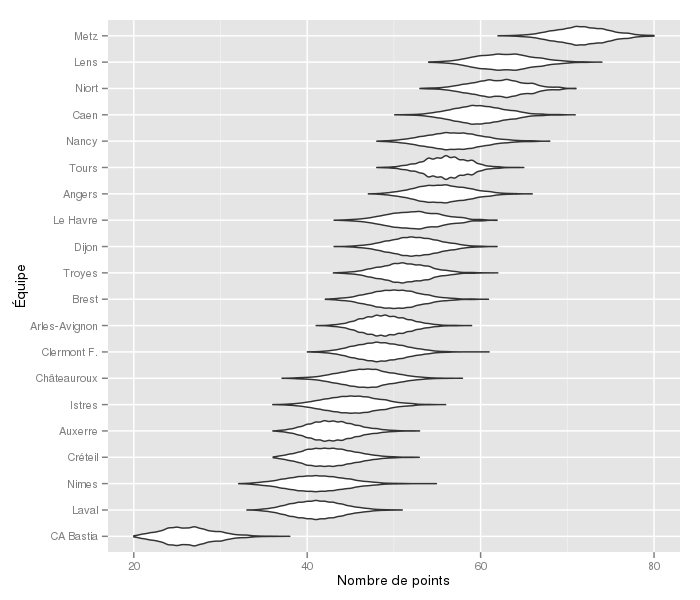 Équipe
Metz
Lens
Niort
Caen
Nancy
Tours
Angers
Le Havre
Dijon
Troyes
Brest
Arles-Avignon
Clermont F.
Châteauroux
Istres
Auxerre
Créteil
Nimes
Laval
CA Bastia
20 40 60 80
Nombre de points